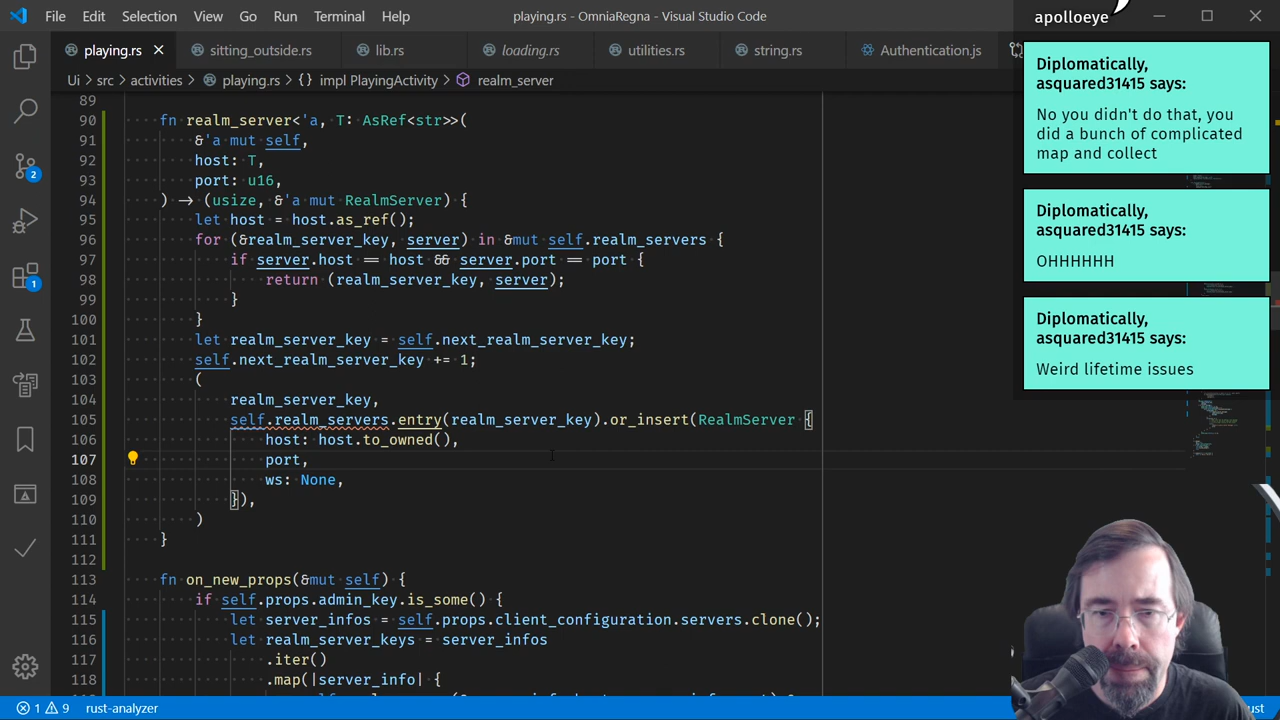 File Edit Selection View Go Run Terminal Help playing.rs - OmniaRegna - Visual Studio Code apolloeye
playing.rs sitting_outside.rs lib.rs loading.rs utilities.rs string.rs Authentication.js
Ui › src › activities › playing.rs › {} impl PlayingActivity › realm_server
89
90 fn realm_server<'a, T: AsRef<str>>(
91 &'a mut self,
92 host: T,
93 port: u16,
94 ) -> (usize, &'a mut RealmServer) {
95 let host = host.as_ref();
96 for (&realm_server_key, server) in &mut self.realm_servers {
97 if server.host == host && server.port == port {
98 return (realm_server_key, server);
99 }
100 }
101 let realm_server_key = self.next_realm_server_key;
102 self.next_realm_server_key += 1;
103 (
104 realm_server_key,
105 self.realm_servers.entry(realm_server_key).or_insert(RealmServer {
106 host: host.to_owned(),
107 port,
108 ws: None,
109 }),
110 )
111 }
112
113 fn on_new_props(&mut self) {
114 if self.props.admin_key.is_some() {
115 let server_infos = self.props.client_configuration.servers.clone();
116 let realm_server_keys = server_infos
117 .iter()
118 .map(|server_info| {
Diplomatically,
asquared31415 says:
No you didn't do that, you
did a bunch of complicated
map and collect
Diplomatically,
asquared31415 says:
OHHHHHH
Diplomatically,
asquared31415 says:
Weird lifetime issues
2
1
1 9 rust-analyzer